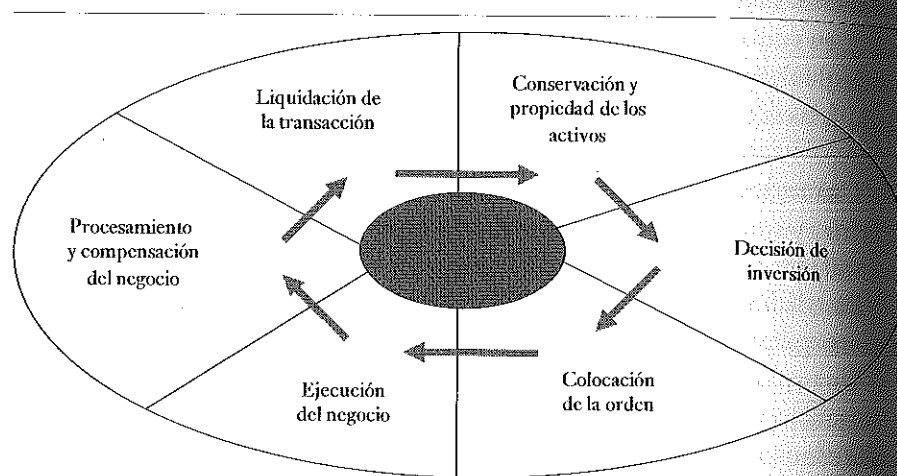 Liquidación de
la transacción
Conservación y
propiedad de los
activos
Procesamiento
y compensación
del negocio
Decisión de
inversión
Ejecución
del negocio
Colocación
de la orden